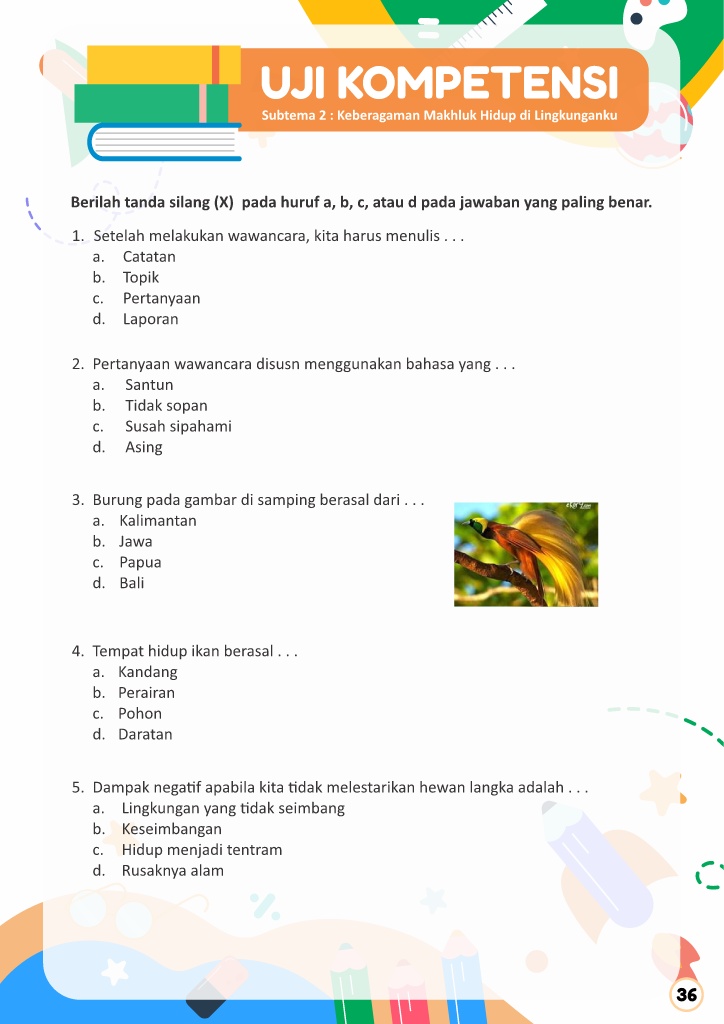 UJI KOMPETENSI
Subtema 2 : Keberagaman Makhluk Hidup di Lingkunganku
Berilah tanda silang (X) pada huruf a, b, c, atau d pada jawaban yang paling benar.
1. Setelah melakukan wawancara, kita harus menulis . . .
a. Catatan
b. Topik
c. Pertanyaan
d. Laporan
2. Pertanyaan wawancara disusn menggunakan bahasa yang . . .
a. Santun
b. Tidak sopan
c. Susah sipahami
d. Asing
3. Burung pada gambar di samping berasal dari . . .
a. Kalimantan
b. Jawa
c. Papua
d. Bali
4. Tempat hidup ikan berasal . . .
a. Kandang
b. Perairan
c. Pohon
d. Daratan
5. Dampak negatif apabila kita tidak melestarikan hewan langka adalah . . .
a. Lingkungan yang tidak seimbang
b. Keseimbangan
c. Hidup menjadi tentram
d. Rusaknya alam
36